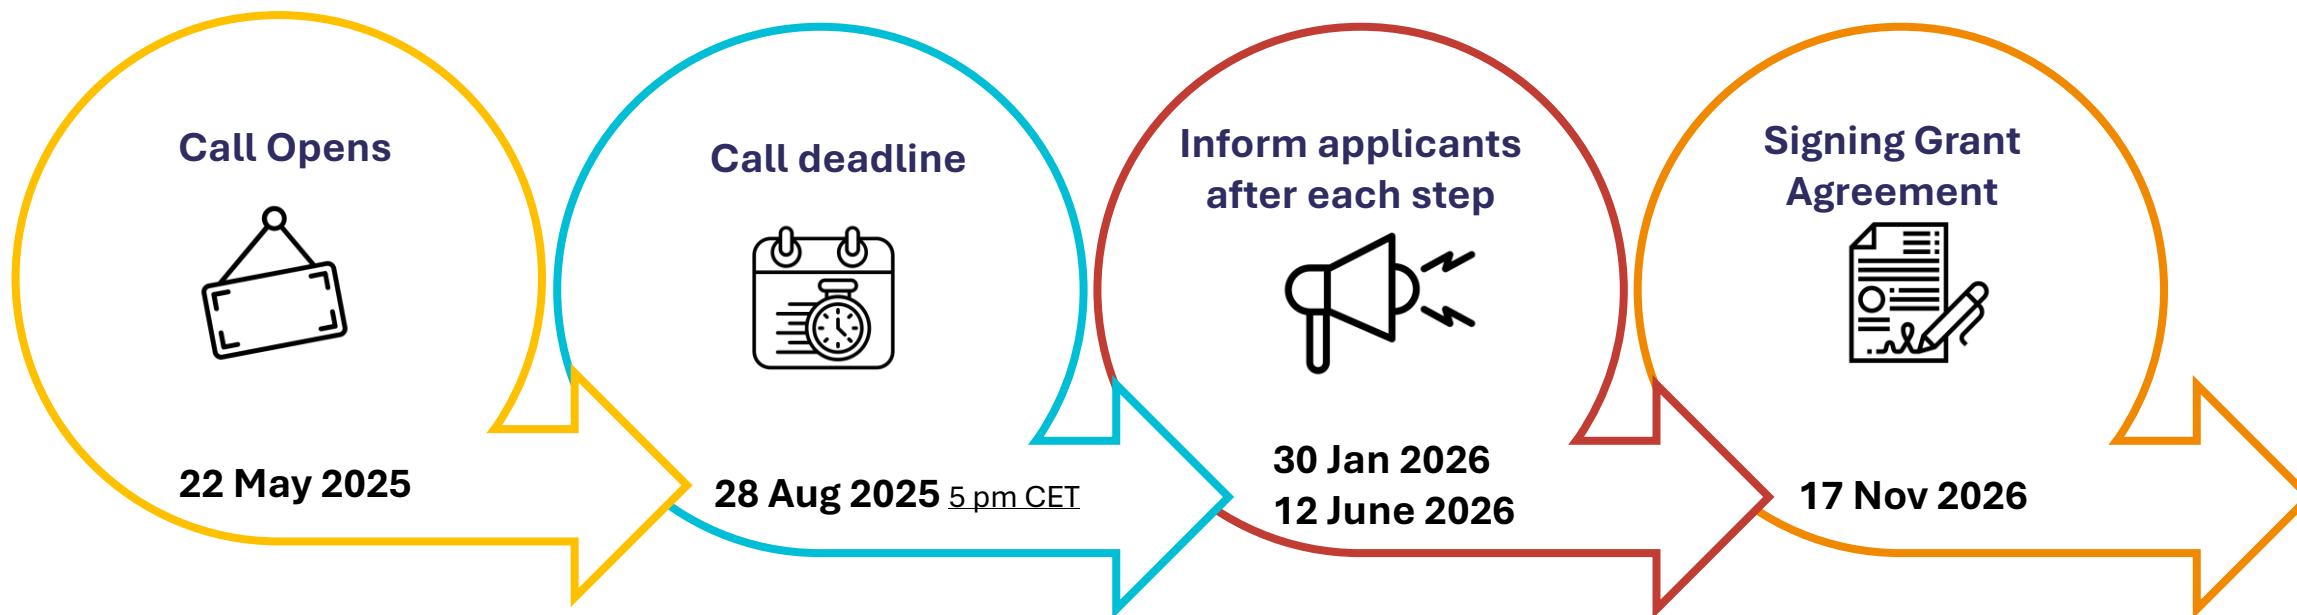 Call Opens
22 May 2025
Call deadline
28 Aug 2025 5 pm CET
Inform applicants
after each step
30 Jan 2026
12 June 2026
Signing Grant
Agreement
17 Nov 2026